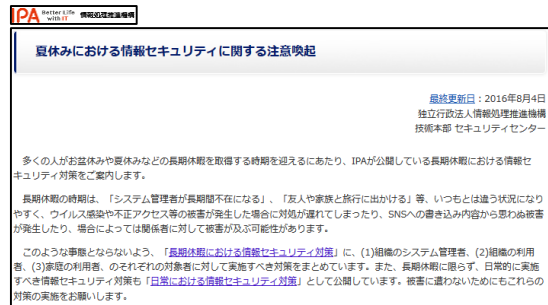 IPA Better Life with IT 情報処理推進機構
夏休みにおける情報セキュリティに関する注意喚起
最終更新日：2016年8月4日
独立行政法人情報処理推進機構
技術本部 セキュリティセンター
多くの人がお盆休みや夏休みなどの長期休暇を取得する時期を迎えるにあたり、IPAが公開している長期休暇における情報セ
キュリティ対策をご案内します。
長期休暇の時期は、「システム管理者が長期間不在になる」、「友人や家族と旅行に出かける」等、いつもとは違う状況になり
やすく、ウイルス感染や不正アクセス等の被害が発生した場合に対処が遅れてしまったり、SNSへの書き込み内容から思わぬ被害
が発生したり、場合によっては関係者に対して被害が及ぶ可能性があります。
このような事態とならないよう、「長期休暇における情報セキュリティ対策」に、(1)組織のシステム管理者、(2)組織の利用
者、(3)家庭の利用者、のそれぞれの対象者に対して実施すべき対策をまとめています。また、長期休暇に限らず、日常的に実施
すべき情報セキュリティ対策も「日常における情報セキュリティ対策」として公開しています。被害に遭わないためにもこれらの
対策の実施をお願いします。